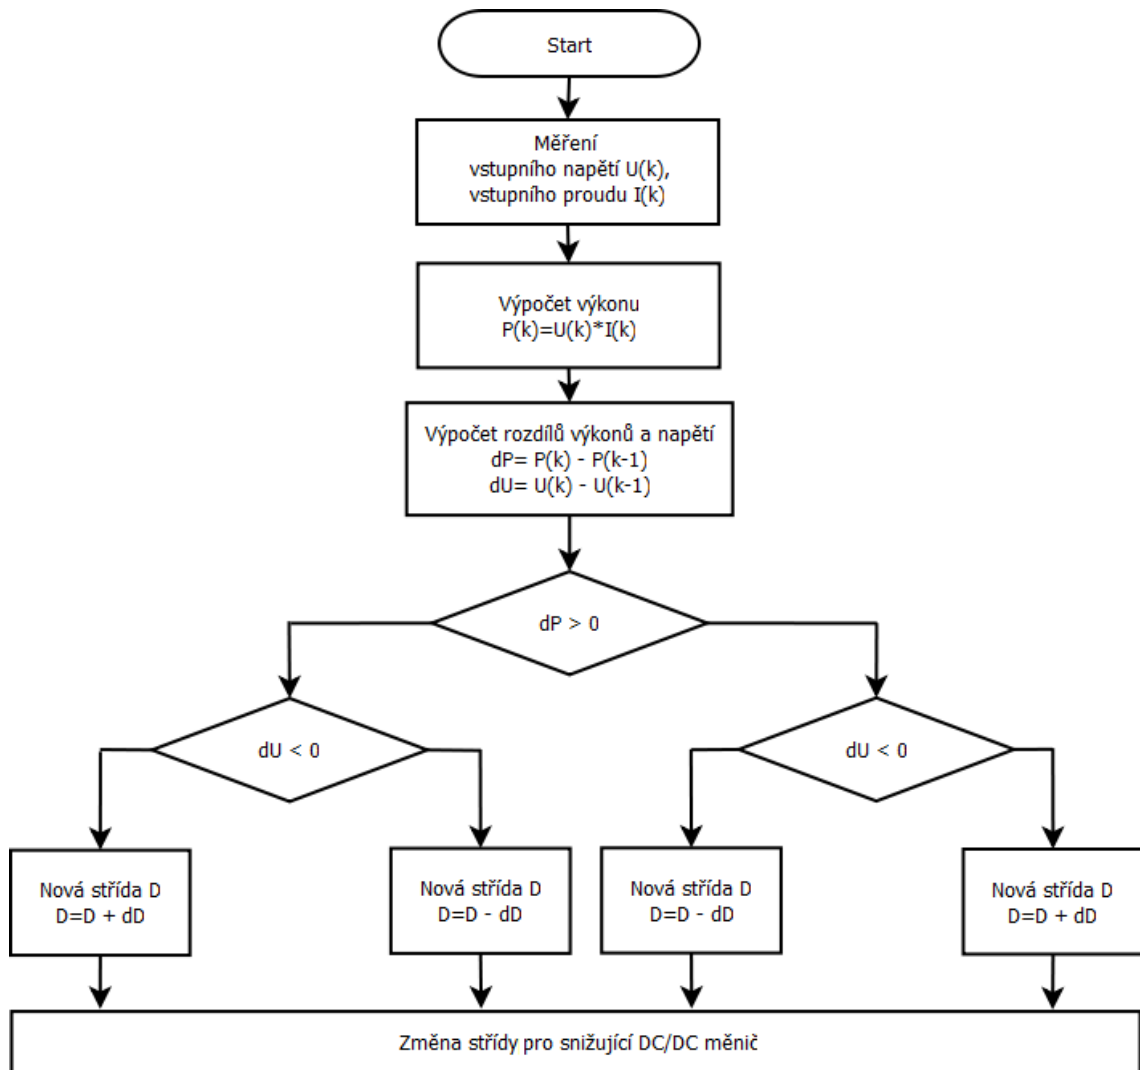 Start
Měření
vstupního napětí U(k),
vstupního proudu I(k)
Výpočet výkonu
P(k)=U(k)*I(k)
Výpočet rozdílů výkonů a napětí
dP= P(k) - P(k-1)
dU= U(k) - U(k-1)
dP > 0
dU < 0
dU < 0
Nová střída D
D=D + dD
Nová střída D
D=D - dD
Nová střída D
D=D - dD
Nová střída D
D=D + dD
Změna střídy pro snižující DC/DC měnič